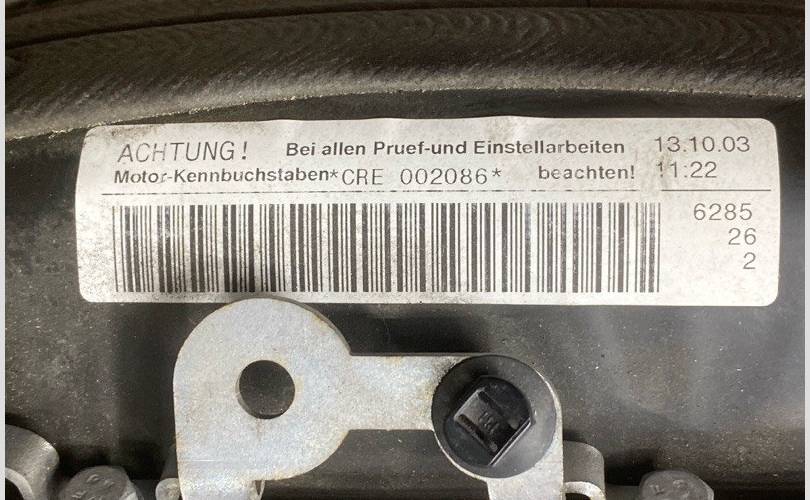 ACHTUNG! Bei allen Pruef-und Einstellarbeiten 13.10.03
Motor-Kennbuchstaben*CRE 002086* beachten! 11:22
6285
26
2